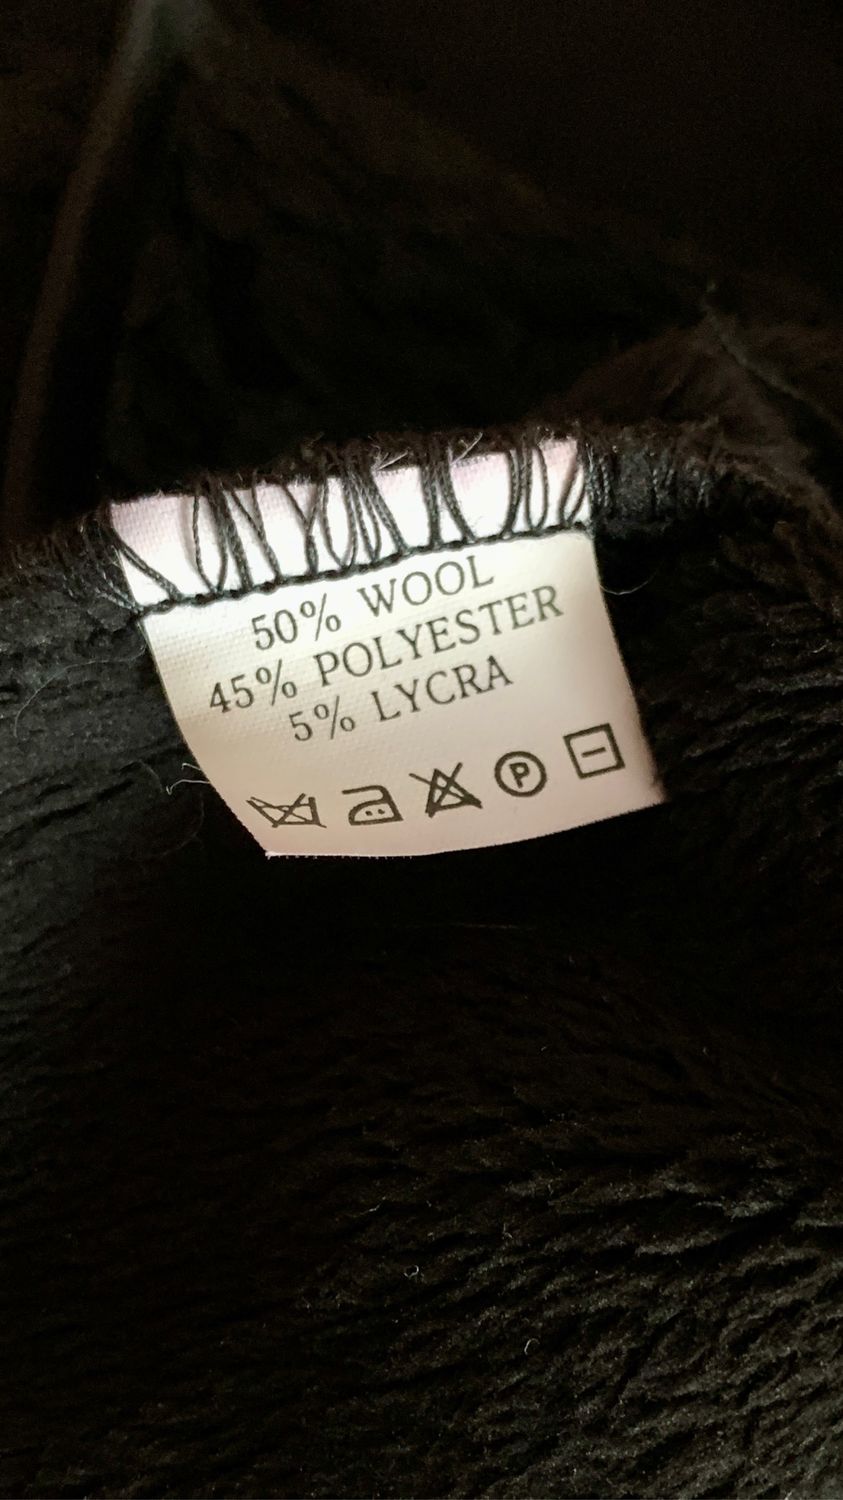 50% WOOL
45% POLYESTER
5% LYCRA
P